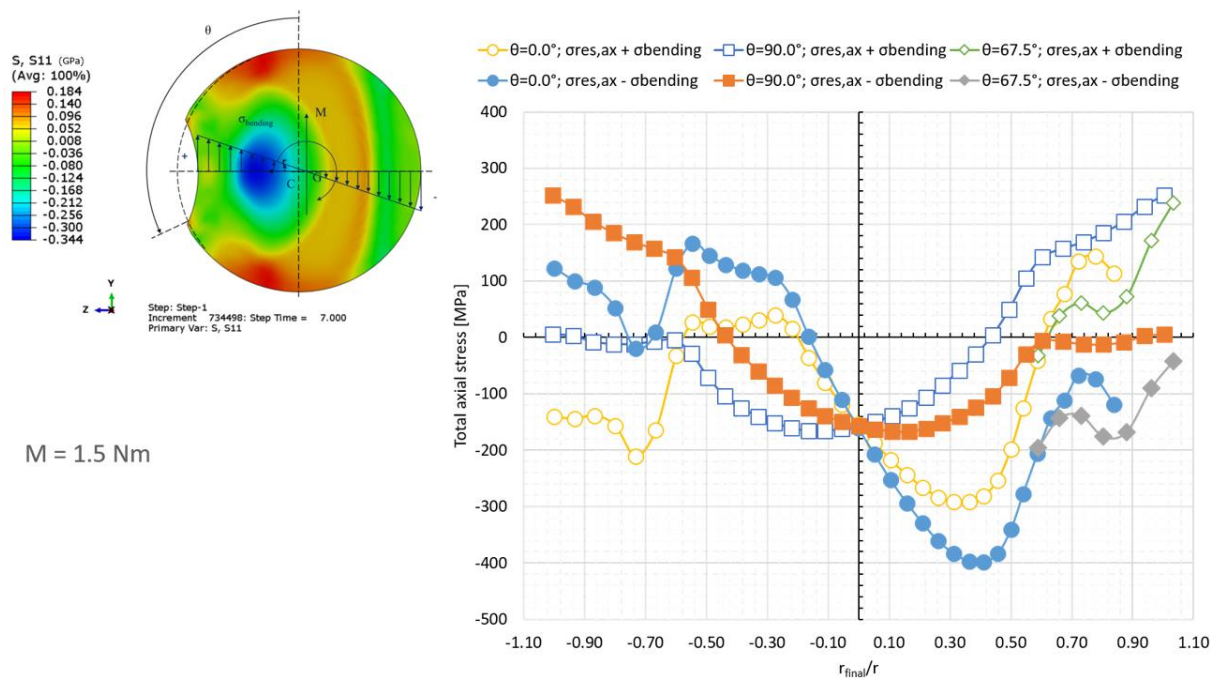 θ
S, S11 (GPa)
(Avg: 100%)
0.184
0.140
0.096
0.052
0.008
-0.036
-0.080
-0.124
-0.168
-0.212
-0.256
-0.300
-0.344
σbending
M
+
C
G
-
Y
Z
X
Step: Step-1
Increment 734498: Step Time = 7.000
Primary Var: S, S11
M = 1.5 Nm
θ=0.0°; σres,ax + σbending
θ=90.0°; σres,ax + σbending
θ=67.5°; σres,ax + σbending
θ=0.0°; σres,ax - σbending
θ=90.0°; σres,ax - σbending
θ=67.5°; σres,ax - σbending
Total axial stress [MPa]
400
300
200
100
0
-100
-200
-300
-400
-500
-1.10 -0.90 -0.70 -0.50 -0.30 -0.10 0.10 0.30 0.50 0.70 0.90 1.10
rfinal/r